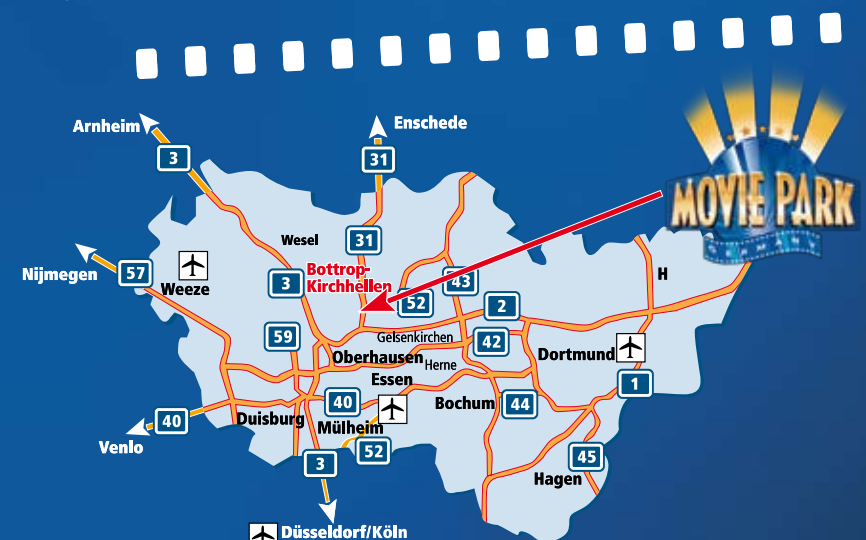 Arnheim
Enschede
3
31
MOVIE PARK
Wesel
31
Nijmegen
57
Weeze
3
Bottrop-
Kirchhellen
52
43
2
H
59
Gelsenkirchen
42
Oberhausen
Herne
Dortmund
Essen
1
40
Duisburg
40
Mülheim
Bochum
44
Venlo
3
52
45
Hagen
Düsseldorf/Köln